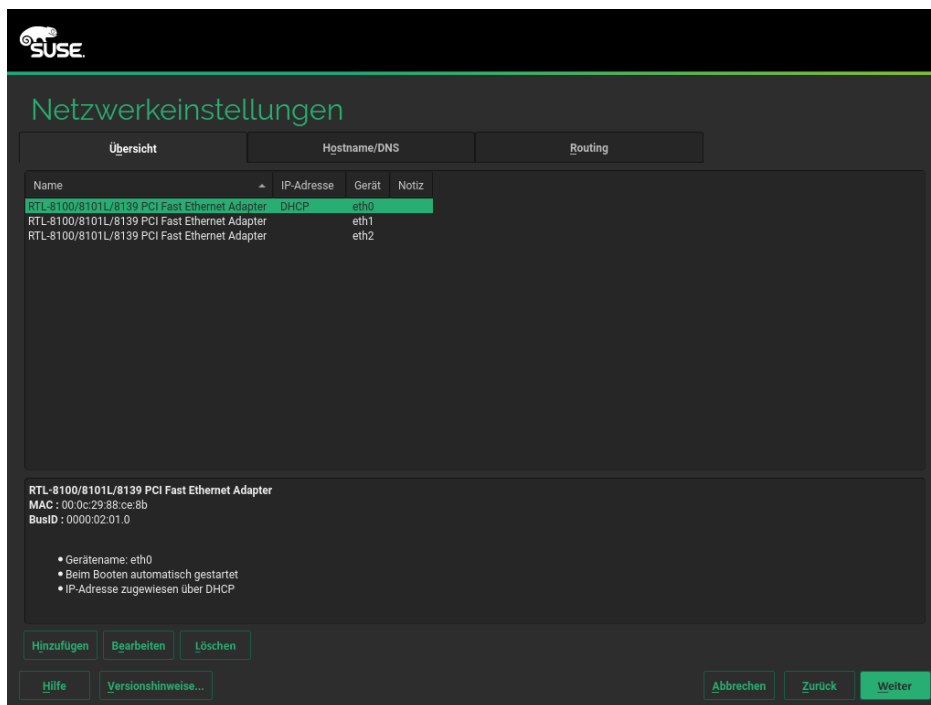 SUSE.
Netzwerkeinstellungen
Übersicht Hostname/DNS Routing
Name IP-Adresse Gerät Notiz
RTL-8100/8101L/8139 PCI Fast Ethernet Adapter DHCP eth0
RTL-8100/8101L/8139 PCI Fast Ethernet Adapter eth1
RTL-8100/8101L/8139 PCI Fast Ethernet Adapter eth2
RTL-8100/8101L/8139 PCI Fast Ethernet Adapter
MAC : 00:0c:29:88:ce:8b
BusID : 0000:02:01.0
• Gerätename: eth0
• Beim Booten automatisch gestartet
• IP-Adresse zugewiesen über DHCP
Hinzufügen Bearbeiten Löschen
Hilfe Versionshinweise... Abbrechen Zurück Weiter